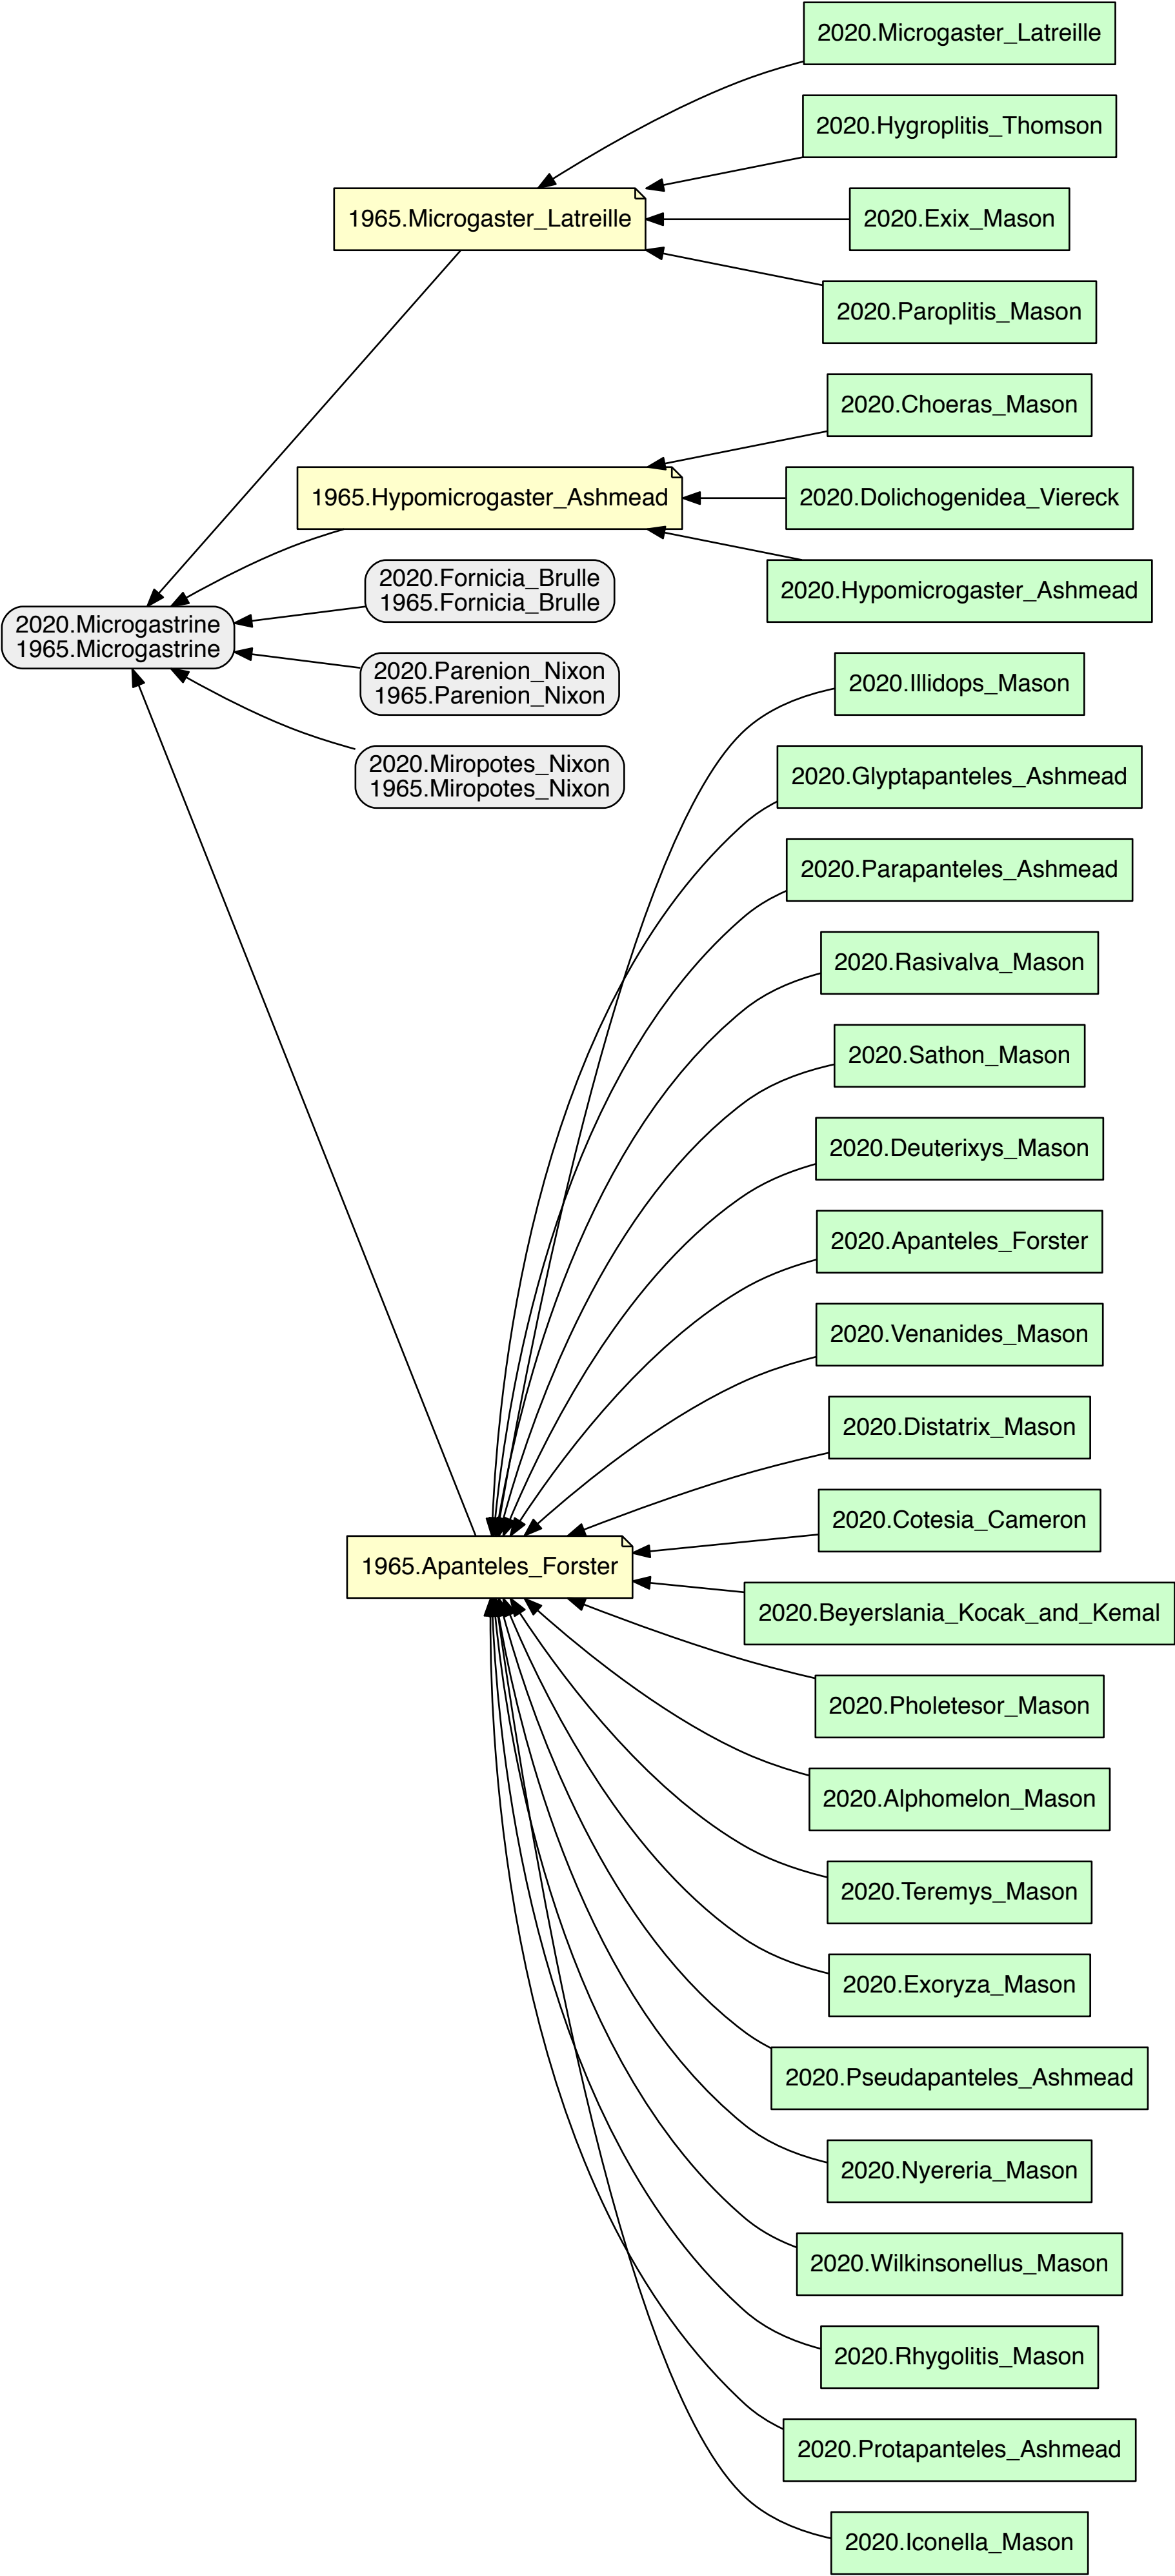 2020.Microgaster_Latreille
2020.Hygroplitis_Thomson
1965.Microgaster_Latreille
2020.Exix_Mason
2020.Paroplitis_Mason
2020.Choeras_Mason
1965.Hypomicrogaster_Ashmead
2020.Dolichogenidea_Viereck
2020.Fornicia_Brulle
1965.Fornicia_Brulle
2020.Hypomicrogaster_Ashmead
2020.Microgastrine
1965.Microgastrine
2020.Parenion_Nixon
1965.Parenion_Nixon
2020.Illidops_Mason
2020.Miropotes_Nixon
1965.Miropotes_Nixon
2020.Glyptapanteles_Ashmead
2020.Parapanteles_Ashmead
2020.Rasivalva_Mason
2020.Sathon_Mason
2020.Deuterixys_Mason
2020.Apanteles_Forster
2020.Venanides_Mason
2020.Distatrix_Mason
2020.Cotesia_Cameron
1965.Apanteles_Forster
2020.Beyerslania_Kocak_and_Kemal
2020.Pholetesor_Mason
2020.Alphomelon_Mason
2020.Teremys_Mason
2020.Exoryza_Mason
2020.Pseudapanteles_Ashmead
2020.Nyereria_Mason
2020.Wilkinsonellus_Mason
2020.Rhygolitis_Mason
2020.Protapanteles_Ashmead
2020.Iconella_Mason